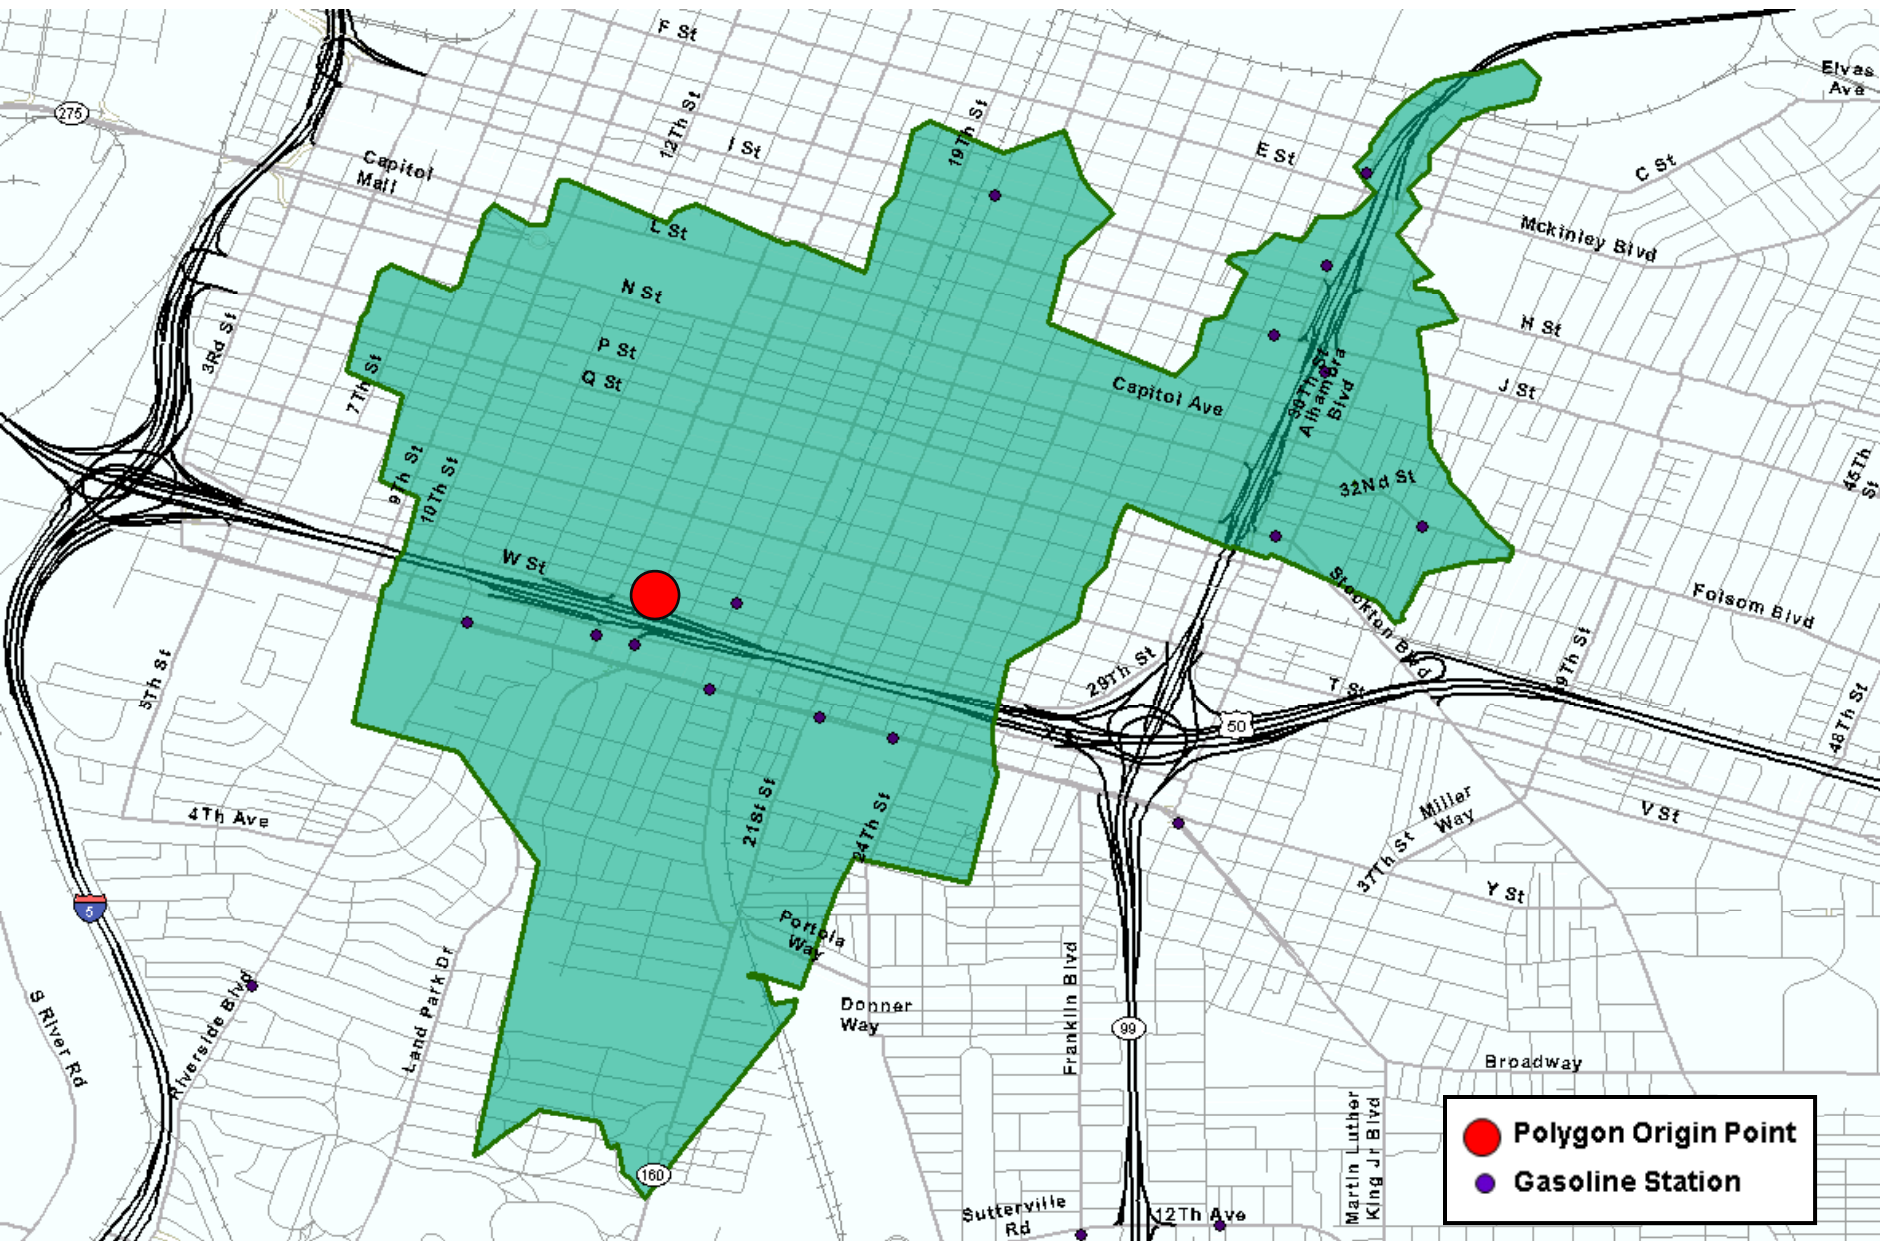 F St
Elvas
Ave
275
12Th St
19Th St
I St
E St
C St
Capitol
Mall
Mckinley Blvd
L St
N St
H St
3Rd St
P St
7Th St
Q St
Capitol Ave
30Th St
Alhambra
Blvd
J St
9Th St
10Th St
32Nd St
45Th
St
W St
Stockton Blvd
Folsom Blvd
5Th St
29Th St
T St
39Th St
50
48Th St
4Th Ave
21St St
24Th St
37Th St
Miller
Way
V St
Y St
5
Portola
Way
S River Rd
Riverside Blvd
Land Park Dr
Donner
Way
Franklin Blvd
99
Broadway
160
Sutterville
Rd
12Th Ave
Martin Luther
King Jr Blvd
Polygon Origin Point
Gasoline Station